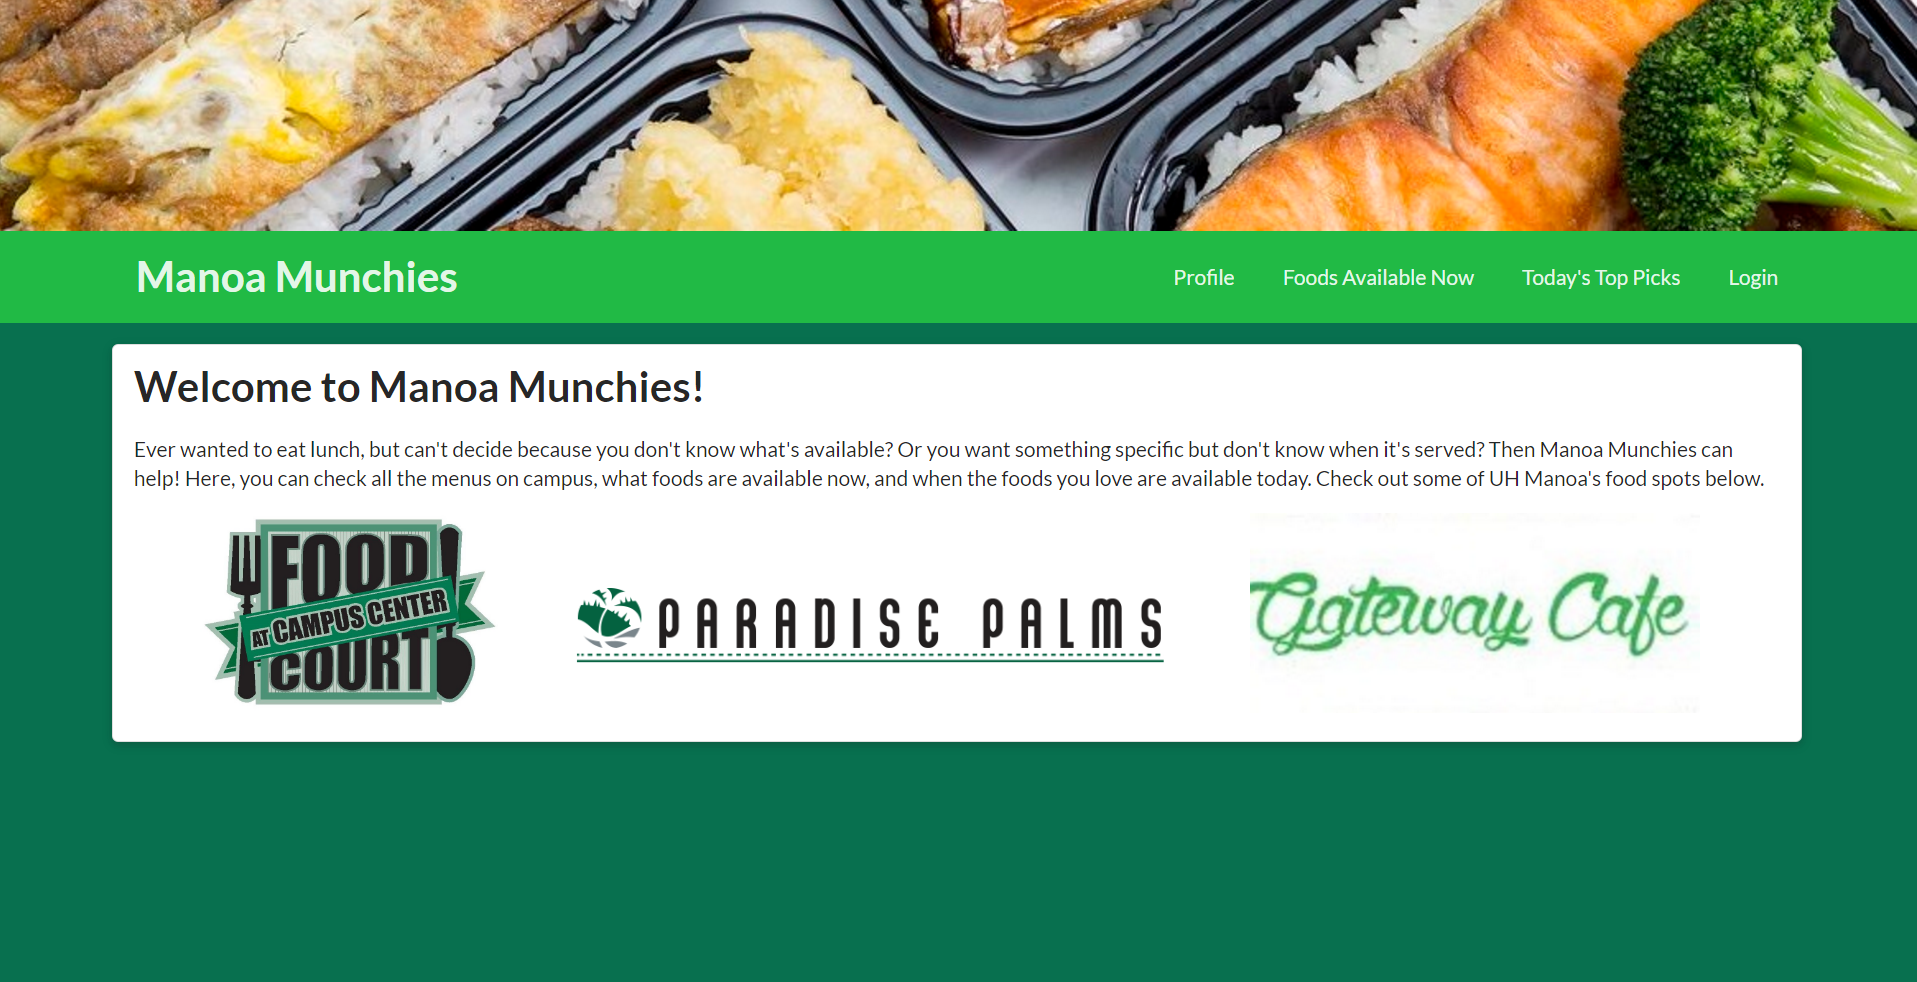 Manoa Munchies
Profile
Foods Available Now
Today's Top Picks
Login
Welcome to Manoa Munchies!
Ever wanted to eat lunch, but can't decide because you don't know what's available? Or you want something specific but don't know when it's served? Then Manoa Munchies can
help! Here, you can check all the menus on campus, what foods are available now, and when the foods you love are available today. Check out some of UH Manoa's food spots below.
FOOD
AT CAMPUS CENTER
COURT
PARADISE PALMS
Gateway Cafe